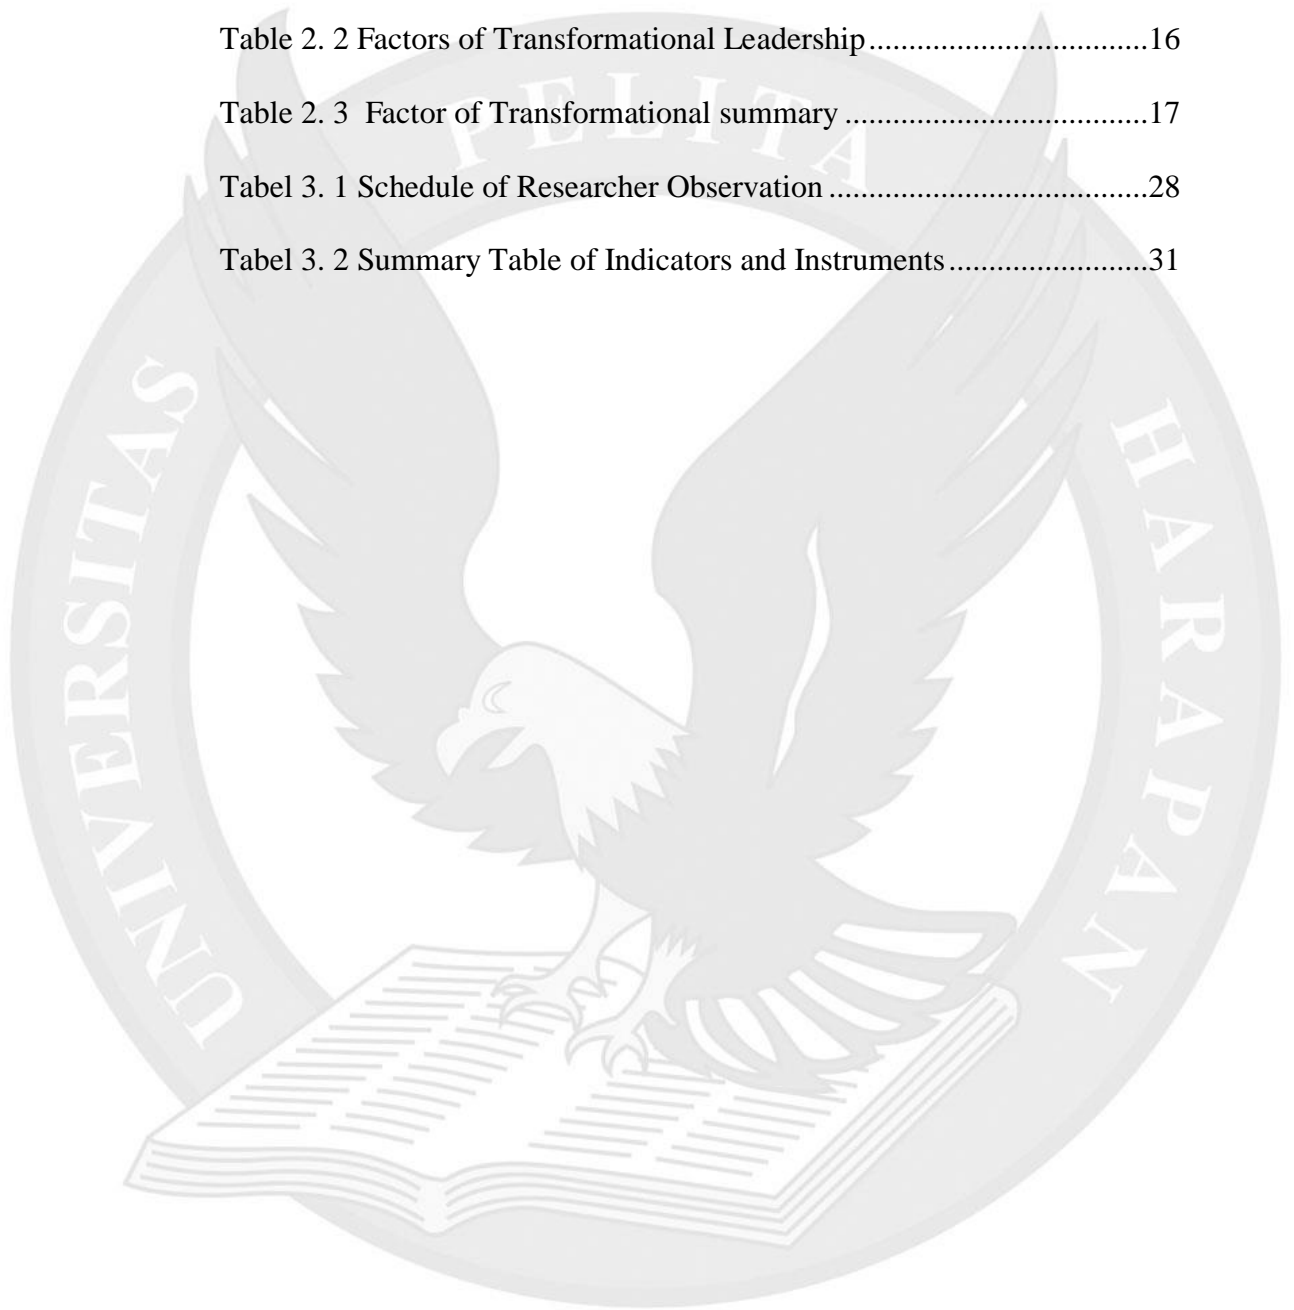 Table 2. 2 Factors of Transformational Leadership..................................16
Table 2. 3  Factor of Transformational summary.....................................17
Tabel 3. 1 Schedule of Researcher Observation.......................................28
Tabel 3. 2 Summary Table of Indicators and Instruments........................31
UNIVERSITAS PELITA HARAPAN